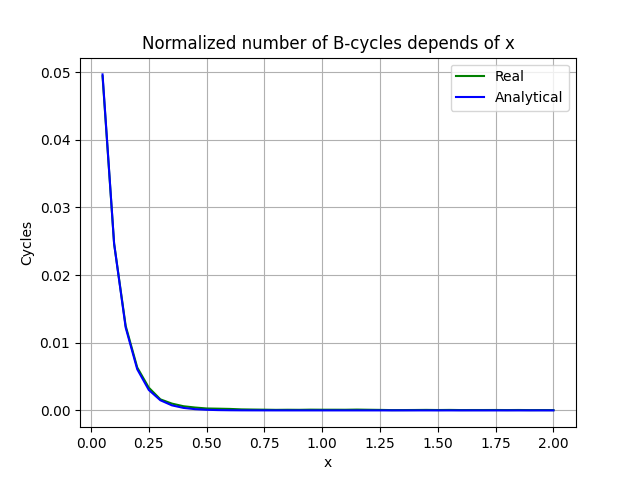 Normalized number of B-cycles depends of x
Real
Analytical
0.05
0.04
0.03
0.02
0.01
0.00
Cycles
0.00 0.25 0.50 0.75 1.00 1.25 1.50 1.75 2.00
x